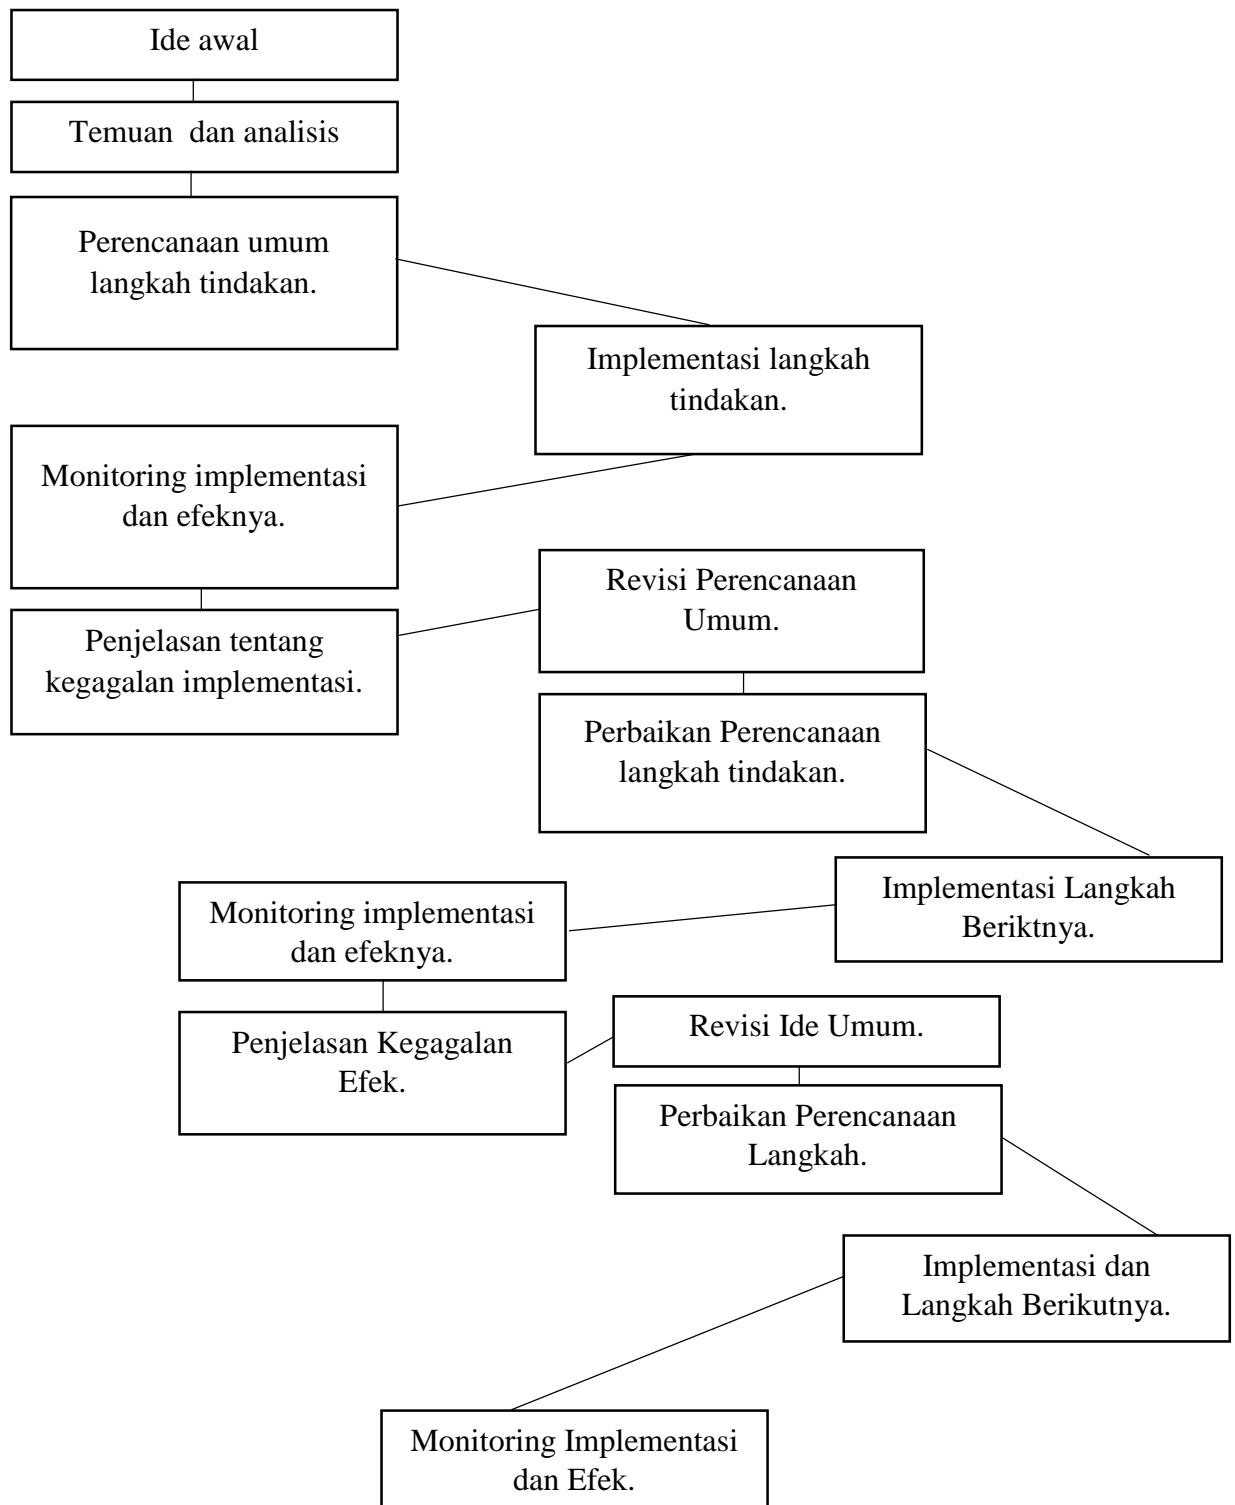 Ide awal
Temuan  dan analisis
Perencanaan umum
langkah tindakan.
Implementasi langkah
tindakan.
Monitoring implementasi
dan efeknya.
Revisi Perencanaan
Umum.
Penjelasan tentang
kegagalan implementasi.
Perbaikan Perencanaan
langkah tindakan.
Implementasi Langkah
Beriktnya.
Monitoring implementasi
dan efeknya.
Revisi Ide Umum.
Penjelasan Kegagalan
Efek.
Perbaikan Perencanaan
Langkah.
Implementasi dan
Langkah Berikutnya.
Monitoring Implementasi
dan Efek.